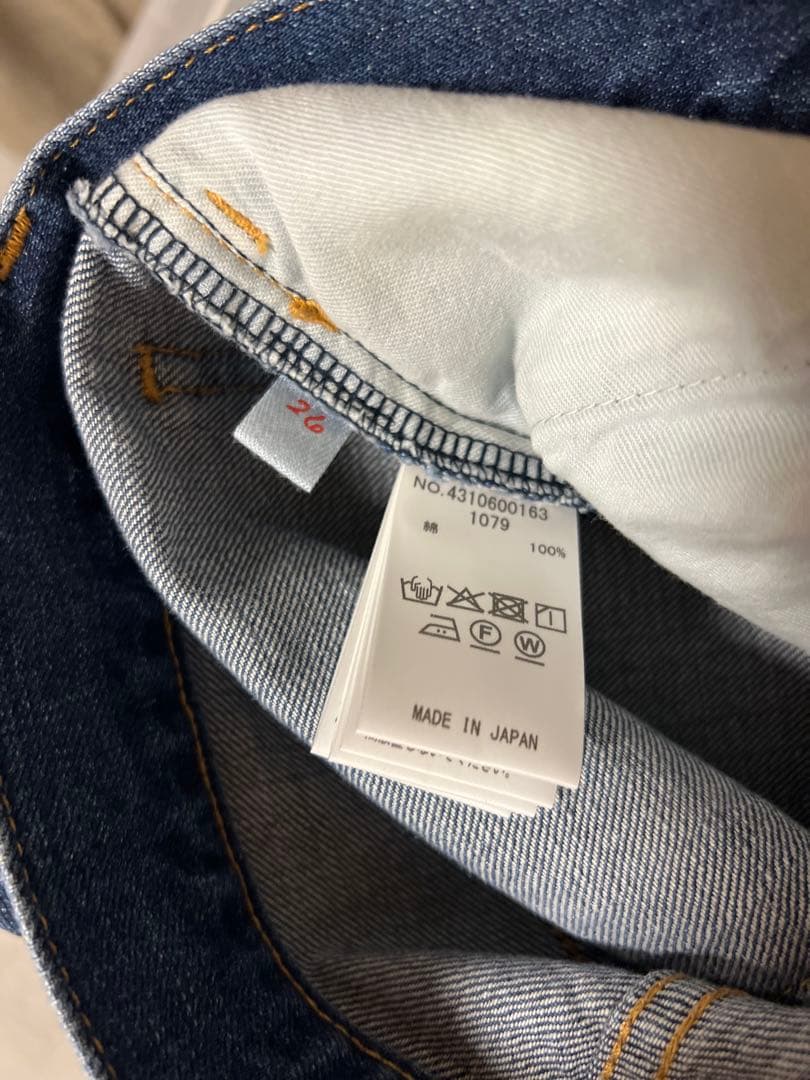 26
NO.4310600163
1079
綿 100%
F W
MADE IN JAPAN